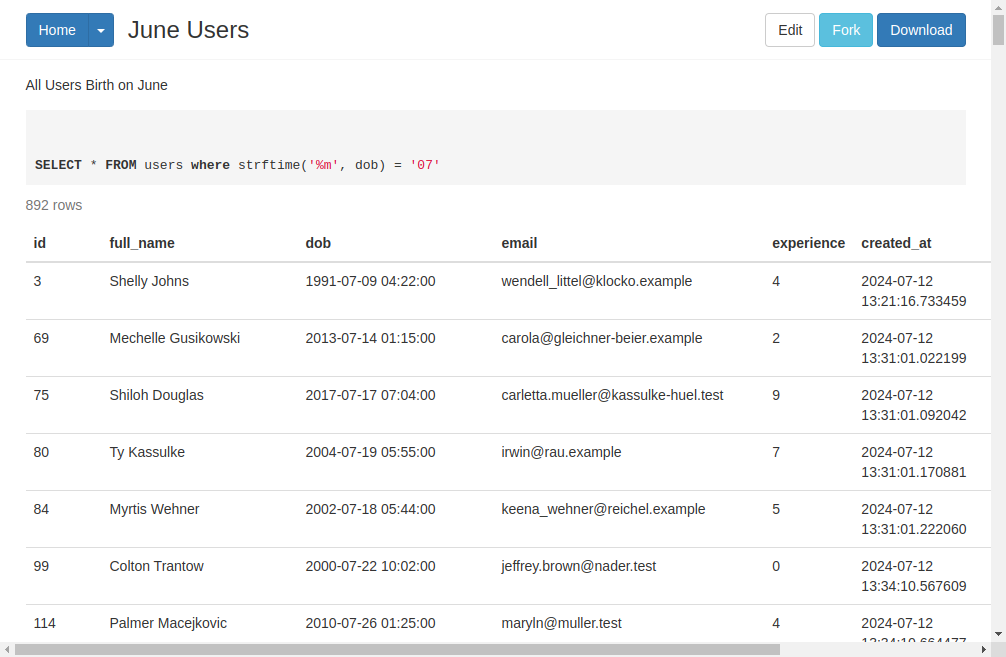 Home June Users Edit Fork Download
All Users Birth on June
SELECT * FROM users where strftime('%m', dob) = '07'
892 rows
id full_name dob email experience created_at
3 Shelly Johns 1991-07-09 04:22:00 wendell_littel@klocko.example 4 2024-07-12
13:21:16.733459
69 Mechelle Gusikowski 2013-07-14 01:15:00 carola@gleichner-beier.example 2 2024-07-12
13:31:01.022199
75 Shiloh Douglas 2017-07-17 07:04:00 carletta.mueller@kassulke-huel.test 9 2024-07-12
13:31:01.092042
80 Ty Kassulke 2004-07-19 05:55:00 irwin@rau.example 7 2024-07-12
13:31:01.170881
84 Myrtis Wehner 2002-07-18 05:44:00 keena_wehner@reichel.example 5 2024-07-12
13:31:01.222060
99 Colton Trantow 2000-07-22 10:02:00 jeffrey.brown@nader.test 0 2024-07-12
13:34:10.567609
114 Palmer Macejkovic 2010-07-26 01:25:00 maryln@muller.test 4 2024-07-12